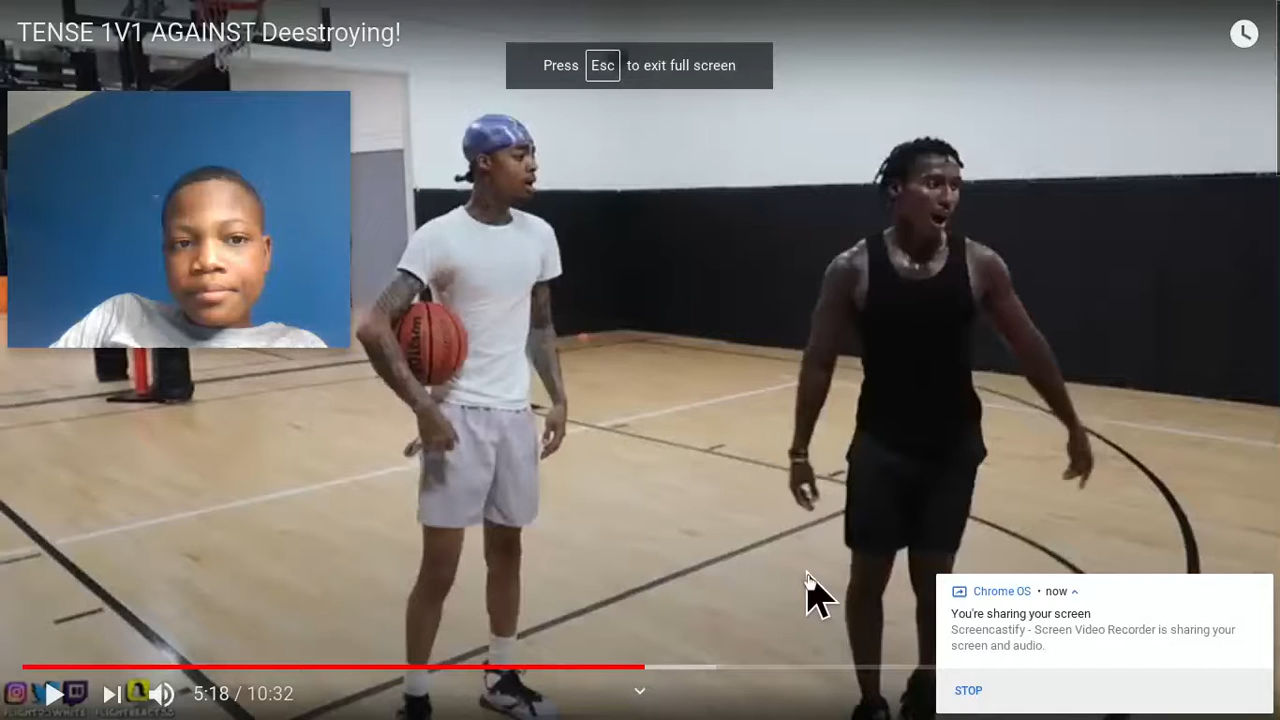 TENSE 1V1 AGAINST Deestroying!
Press Esc to exit full screen
Wilson
Chrome OS • now
You're sharing your screen
Screencastify - Screen Video Recorder is sharing your
screen and audio.
STOP
5:18 / 10:32